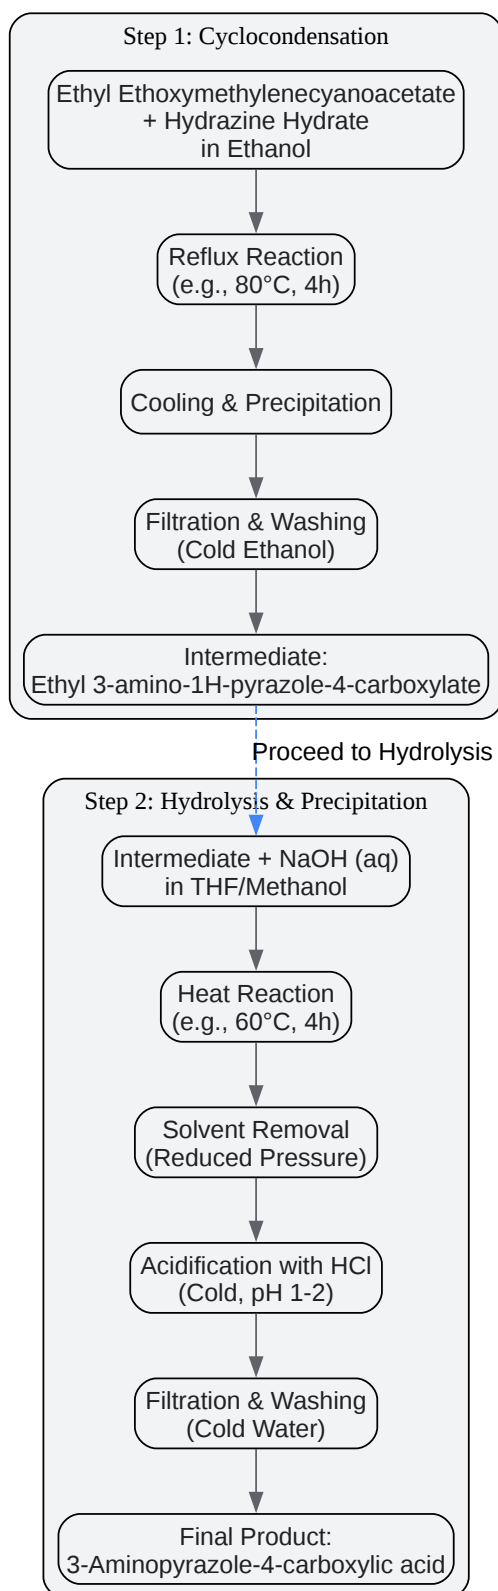 Step 1: Cyclocondensation
Ethyl Ethoxymethylenecyanoacetate
+ Hydrazine Hydrate
in Ethanol
Reflux Reaction
(e.g., 80°C, 4h)
Cooling & Precipitation
Filtration & Washing
(Cold Ethanol)
Intermediate:
Ethyl 3-amino-1H-pyrazole-4-carboxylate
Proceed to Hydrolysis
Step 2: Hydrolysis & Precipitation
Intermediate + NaOH (aq)
in THF/Methanol
Heat Reaction
(e.g., 60°C, 4h)
Solvent Removal
(Reduced Pressure)
Acidification with HCl
(Cold, pH 1-2)
Filtration & Washing
(Cold Water)
Final Product:
3-Aminopyrazole-4-carboxylic acid